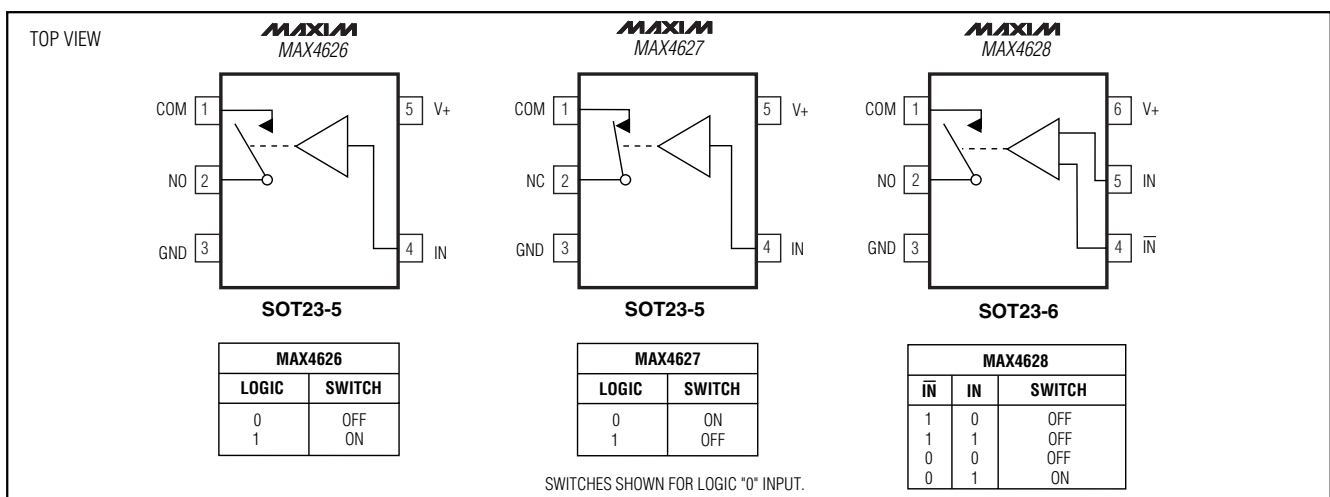 TOP VIEW
MAXIM
MAX4626
COM 1
5 V+
NO 2
GND 3
4 IN
SOT23-5
MAX4626
LOGIC SWITCH
0 OFF
1 ON
MAXIM
MAX4627
COM 1
5 V+
NC 2
GND 3
4 IN
SOT23-5
MAX4627
LOGIC SWITCH
0 ON
1 OFF
MAXIM
MAX4628
COM 1
6 V+
NO 2
5 IN
GND 3
4 I̅N̅
SOT23-6
MAX4628
I̅N̅ IN SWITCH
1 0 OFF
1 1 OFF
0 0 OFF
0 1 ON
SWITCHES SHOWN FOR LOGIC "0" INPUT.